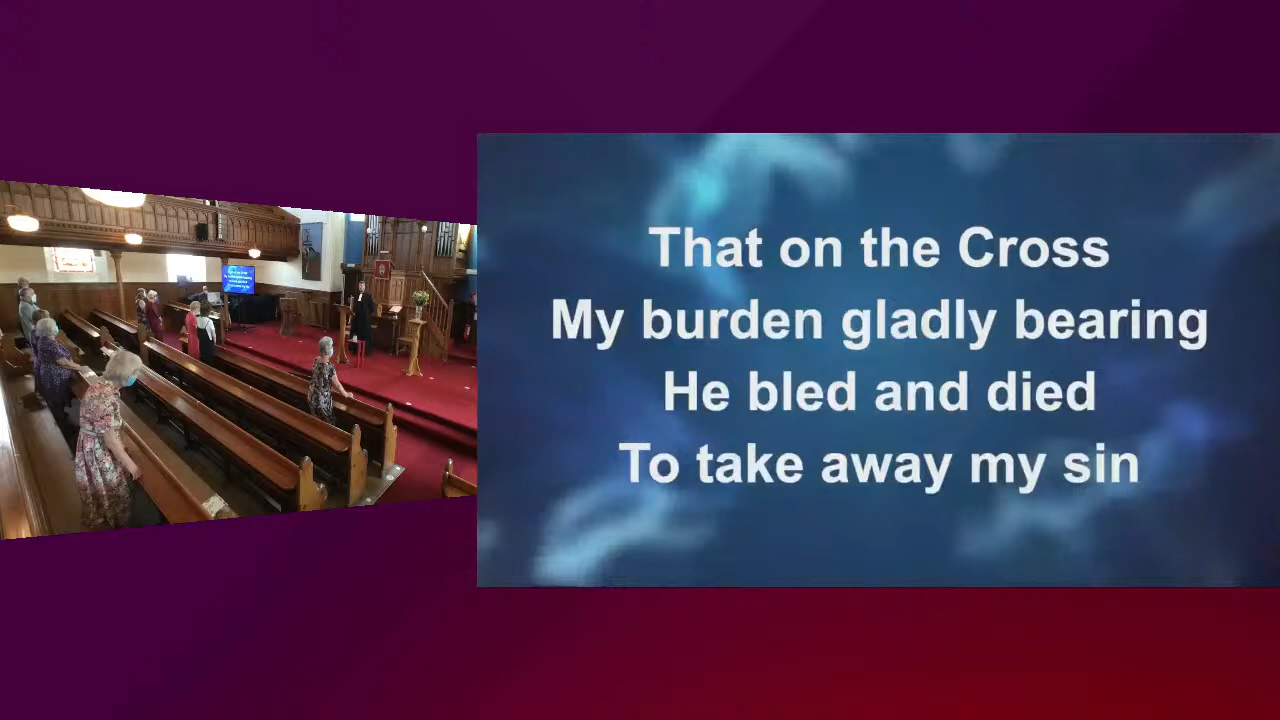 That on the Cross
My burden gladly bearing
He bled and died
To take away my sin